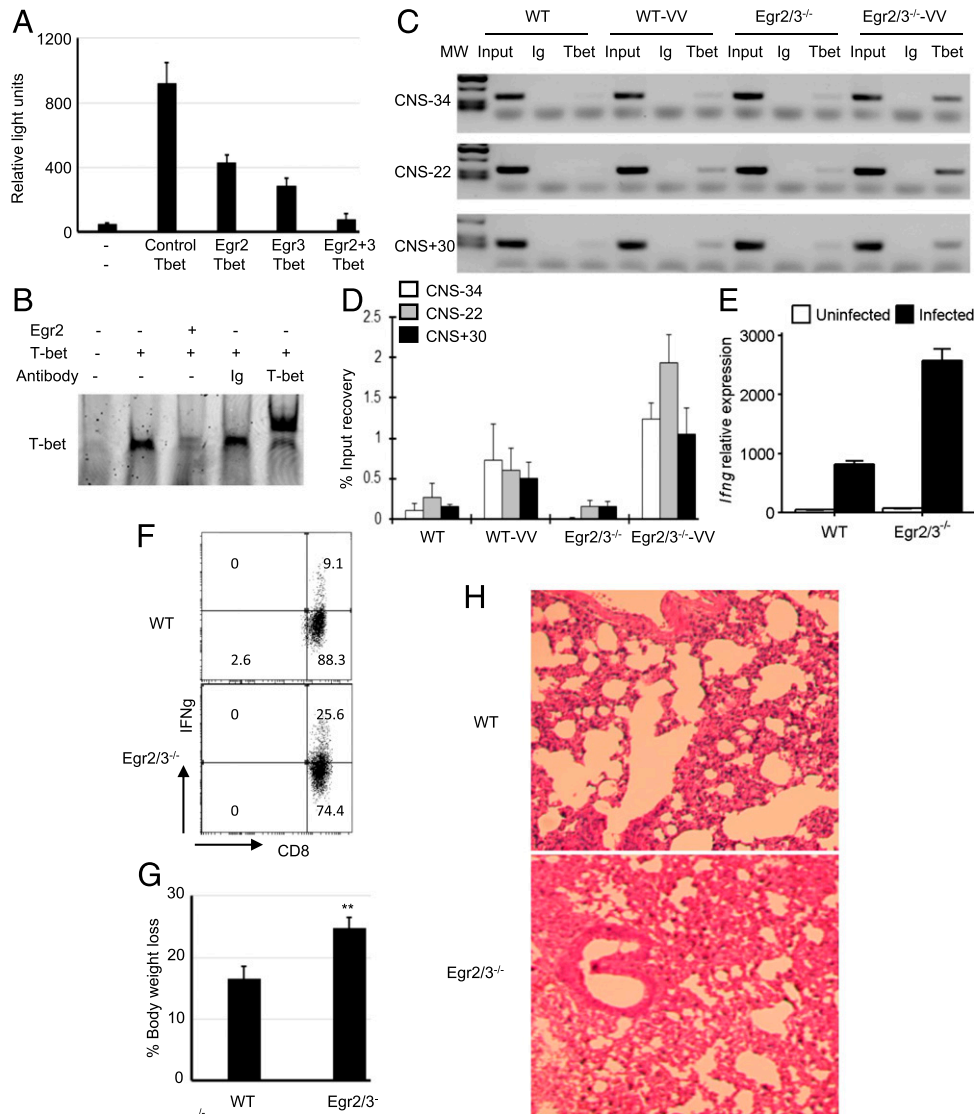 A
1200
800
400
0
Relative light units
- Control Egr2 Egr3 Egr2+3
- Tbet Tbet Tbet Tbet
B
Egr2 - - + - -
T-bet - + + + +
Antibody - - - Ig T-bet
T-bet
C
WT WT-VV Egr2/3-/- Egr2/3-/--VV
MW Input Ig Tbet Input Ig Tbet Input Ig Tbet Input Ig Tbet
CNS-34
CNS-22
CNS+30
D
CNS-34
CNS-22
CNS+30
2.5
2
1.5
1
0.5
0
% Input recovery
WT WT-VV Egr2/3-/- Egr2/3-/--VV
E
Uninfected Infected
3000
2000
1000
0
Ifng relative expression
WT Egr2/3-/-
F
WT
0 9.1
2.6 88.3
Egr2/3-/-
0 25.6
0 74.4
IFNg
CD8
G
30
20
10
0
% Body weight loss
**
WT Egr2/3-
-/-
H
WT
Egr2/3-/-